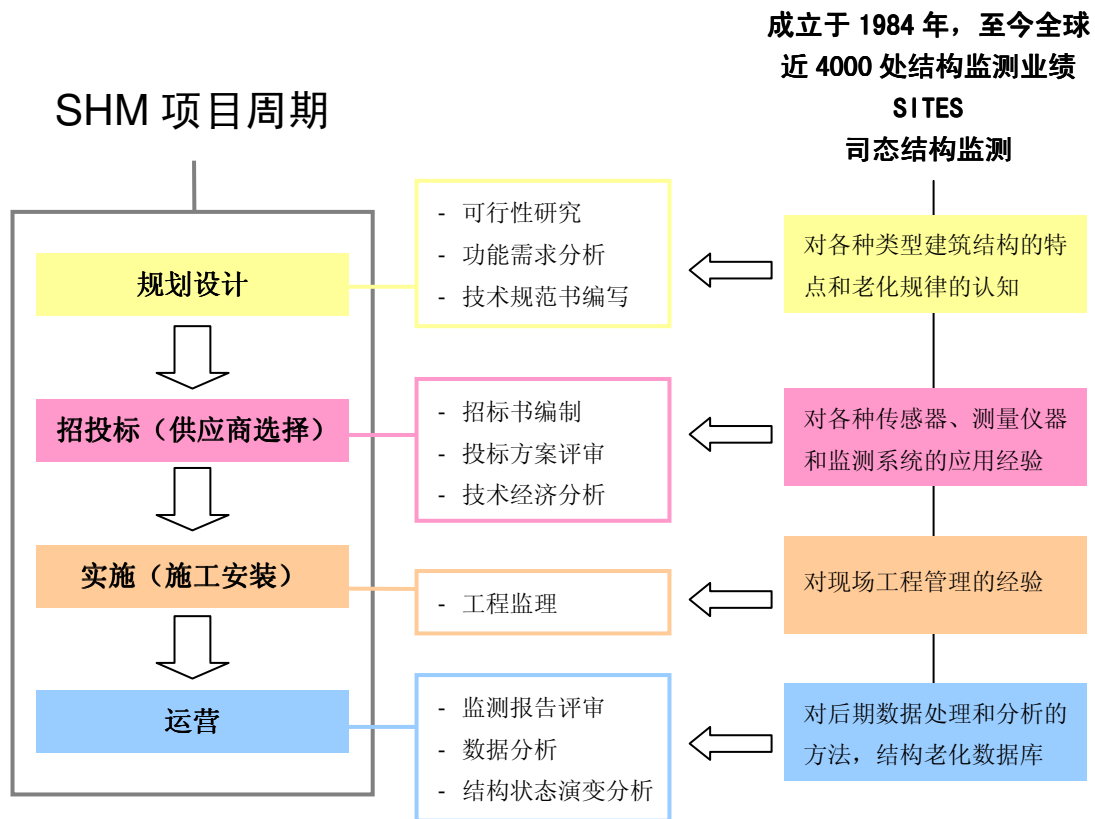 成立于 1984 年，至今全球
近 4000 处结构监测业绩
SITES
司态结构监测
SHM 项目周期
规划设计
- 可行性研究
- 功能需求分析
- 技术规范书编写
对各种类型建筑结构的特
点和老化规律的认知
招投标（供应商选择）
- 招标书编制
- 投标方案评审
- 技术经济分析
对各种传感器、测量仪器
和监测系统的应用经验
实施（施工安装）
- 工程监理
对现场工程管理的经验
运营
- 监测报告评审
- 数据分析
- 结构状态演变分析
对后期数据处理和分析的
方法，结构老化数据库